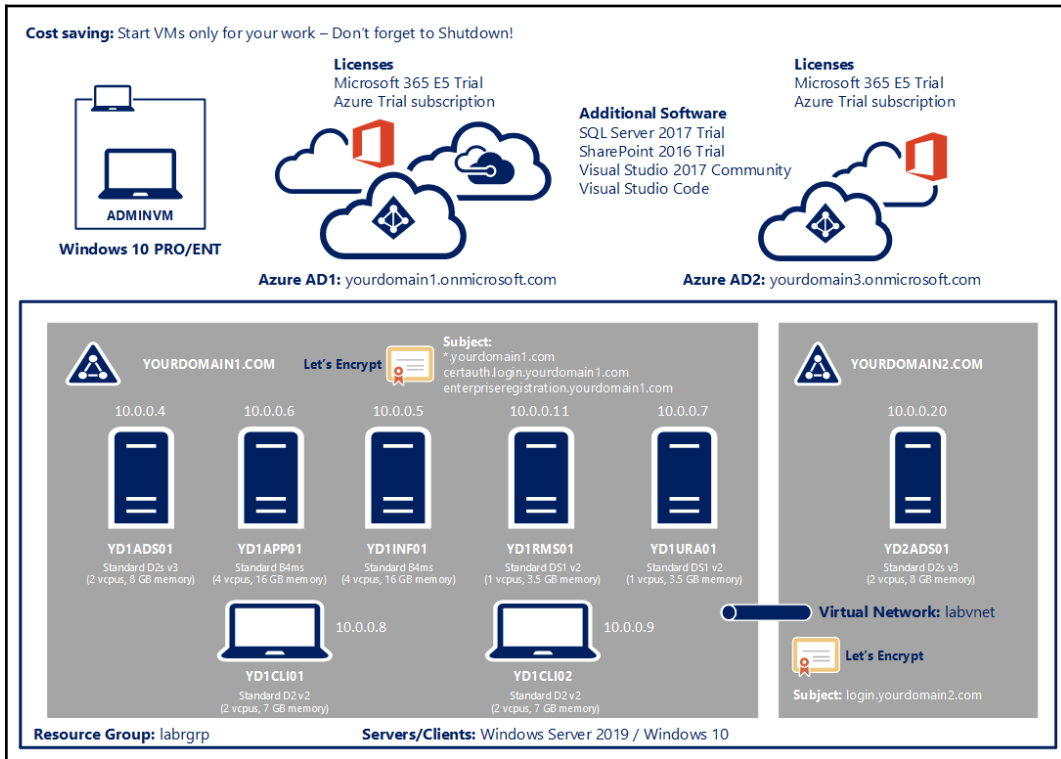 Cost saving: Start VMs only for your work – Don't forget to Shutdown!
ADMINVM
Windows 10 PRO/ENT
Licenses
Microsoft 365 E5 Trial
Azure Trial subscription
Additional Software
SQL Server 2017 Trial
SharePoint 2016 Trial
Visual Studio 2017 Community
Visual Studio Code
Licenses
Microsoft 365 E5 Trial
Azure Trial subscription
Azure AD1: yourdomain1.onmicrosoft.com
Azure AD2: yourdomain3.onmicrosoft.com
YOURDOMAIN1.COM
Let's Encrypt
Subject:
*.yourdomain1.com
certauth.login.yourdomain1.com
enterpriseregistration.yourdomain1.com
10.0.0.4
YD1ADS01
Standard D2s v3
(2 vcpus, 8 GB memory)
10.0.0.6
YD1APP01
Standard B4ms
(4 vcpus, 16 GB memory)
10.0.0.5
YD1INF01
Standard B4ms
(4 vcpus, 16 GB memory)
10.0.0.11
YD1RMS01
Standard DS1 v2
(1 vcpus, 3.5 GB memory)
10.0.0.7
YD1URA01
Standard DS1 v2
(1 vcpus, 3.5 GB memory)
10.0.0.8
YD1CLI01
Standard D2 v2
(2 vcpus, 7 GB memory)
10.0.0.9
YD1CLI02
Standard D2 v2
(2 vcpus, 7 GB memory)
YOURDOMAIN2.COM
10.0.0.20
YD2ADS01
Standard D2s v3
(2 vcpus, 8 GB memory)
Virtual Network: labvnet
Let's Encrypt
Subject: login.yourdomain2.com
Resource Group: labrgrp
Servers/Clients: Windows Server 2019 / Windows 10